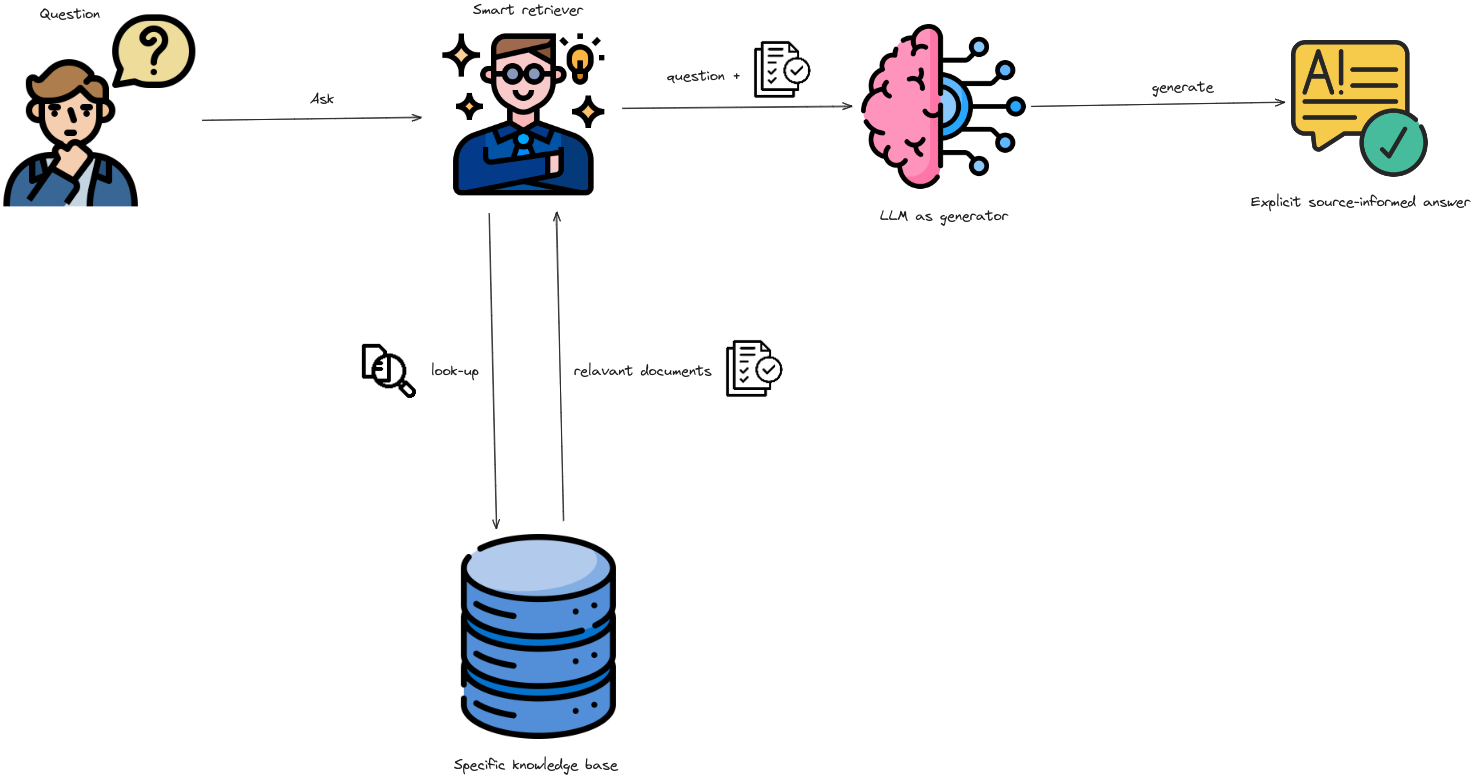 Question
Smart retriever
Ask
question +
generate
A!
LLM as generator
Explicit source-informed answer
look-up
relavant documents
Specific knowledge base